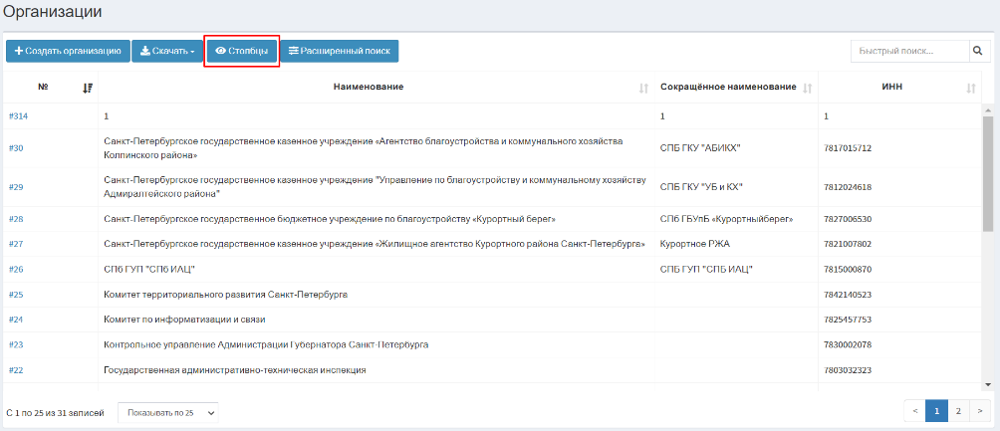 Организации
Создать организацию Скачать Столбцы Расширенный поиск Быстрый поиск...
№ Наименование Сокращённое наименование ИНН
#314 1 1 1
#30 Санкт-Петербургское государственное казенное учреждение «Агентство благоустройства и коммунального хозяйства
Колпинского района» СПБ ГКУ "АБИКХ" 7817015712
#29 Санкт-Петербургское государственное казенное учреждение "Управление по благоустройству и коммунальному хозяйству
Адмиралтейского района" СПБ ГКУ "УБ и КХ" 7812024618
#28 Санкт-Петербургское государственное бюджетное учреждение по благоустройству «Курортный берег» СПб ГБУпБ «Курортныйберег» 7827006530
#27 Санкт-Петербургское государственное казенное учреждение «Жилищное агентство Курортного района Санкт-Петербурга» Курортное РЖА 7821007802
#26 СПб ГУП "СПб ИАЦ" СПБ ГУП "СПБ ИАЦ" 7815000870
#25 Комитет территориального развития Санкт-Петербурга 7842140523
#24 Комитет по информатизации и связи 7825457753
#23 Контрольное управление Администрации Губернатора Санкт-Петербурга 7830002078
#22 Государственная административно-техническая инспекция 7803032323
С 1 по 25 из 31 записей Показывать по 25 < 1 2 >